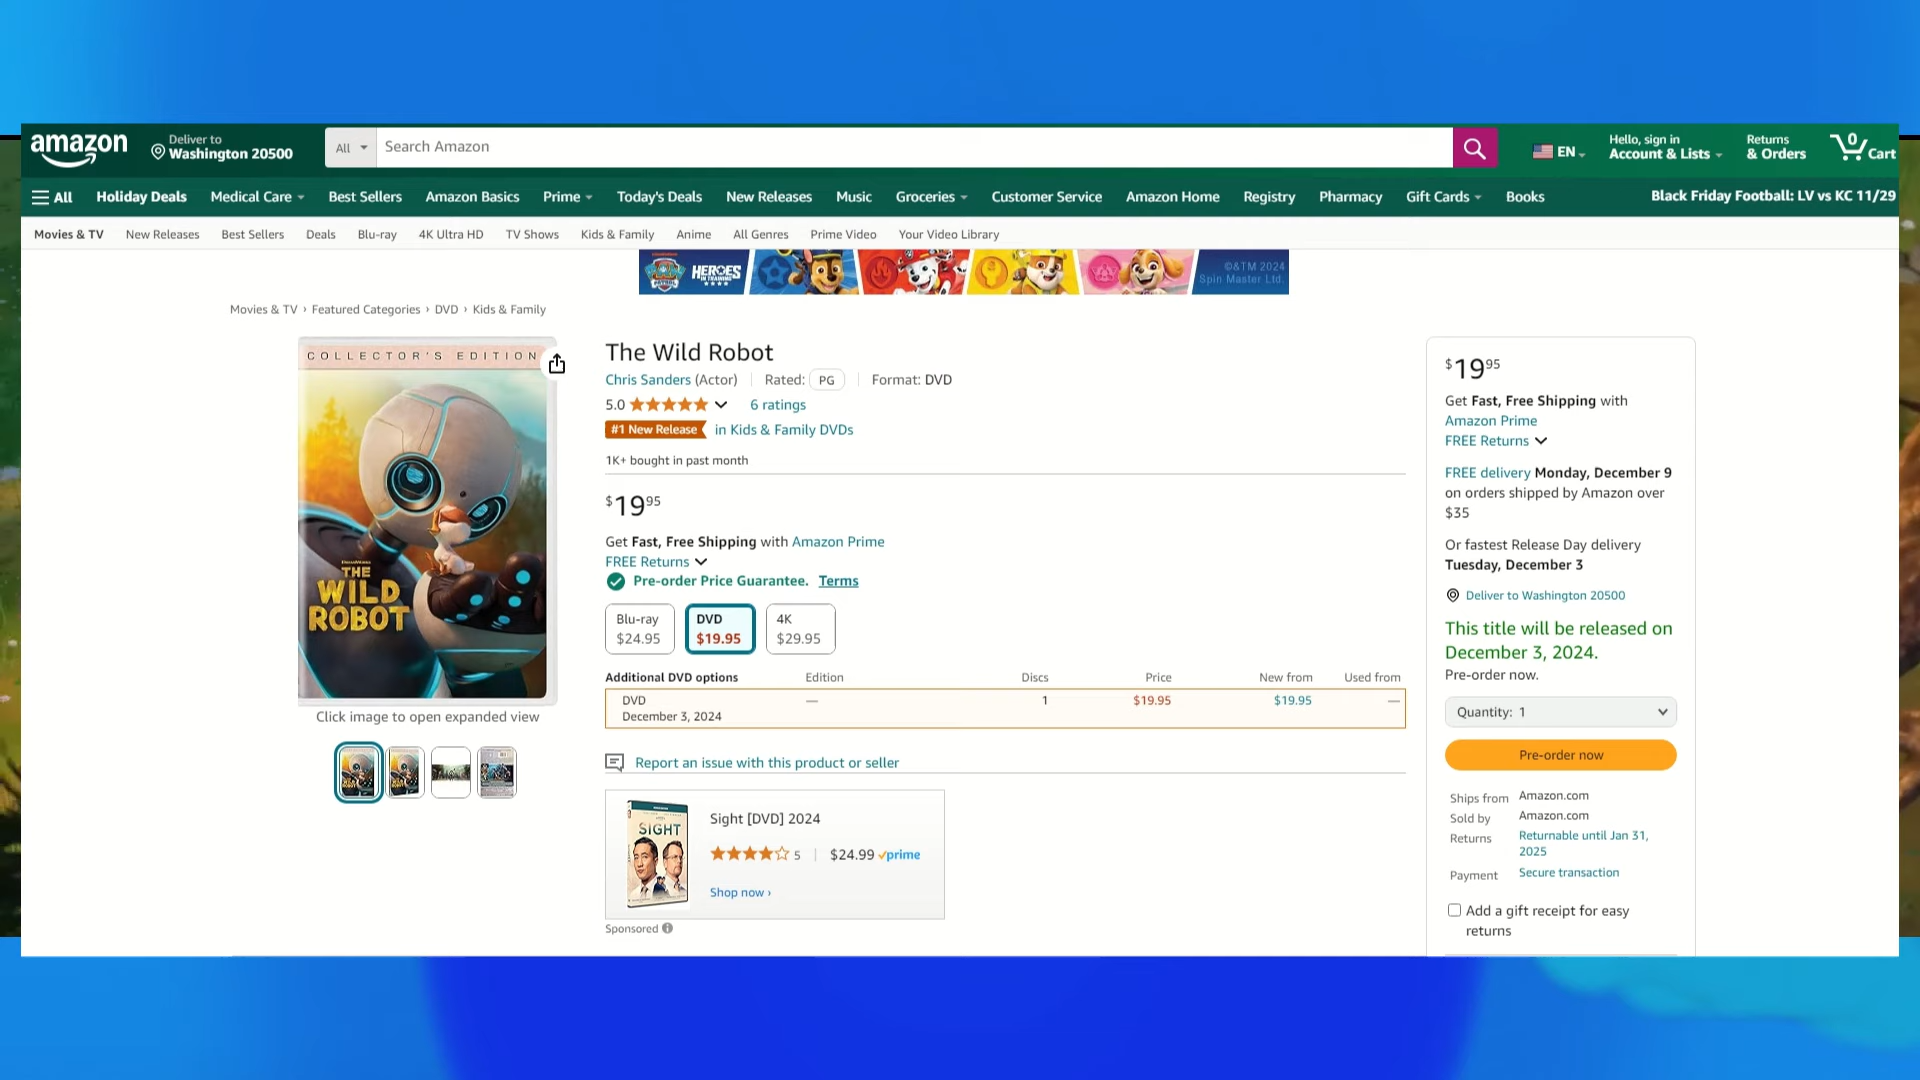 amazon
Deliver to
Washington 20500
All
Search Amazon
EN
Hello, sign in
Account & Lists
Returns
& Orders
0
Cart
All
Holiday Deals
Medical Care
Best Sellers
Amazon Basics
Prime
Today's Deals
New Releases
Music
Groceries
Customer Service
Amazon Home
Registry
Pharmacy
Gift Cards
Books
Black Friday Football: LV vs KC 11/29
Movies & TV
New Releases
Best Sellers
Deals
Blu-ray
4K Ultra HD
TV Shows
Kids & Family
Anime
All Genres
Prime Video
Your Video Library
HEROES
©&TM 2024
Spin Master Ltd.
Movies & TV › Featured Categories › DVD › Kids & Family
COLLECTOR'S EDITION
THE
WILD
ROBOT
Click image to open expanded view
The Wild Robot
Chris Sanders (Actor)
Rated: PG
Format: DVD
5.0
6 ratings
#1 New Release
in Kids & Family DVDs
1K+ bought in past month
$19 95
Get Fast, Free Shipping with Amazon Prime
FREE Returns
Pre-order Price Guarantee. Terms
Blu-ray
$24.95
DVD
$19.95
4K
$29.95
Additional DVD options
Edition
Discs
Price
New from
Used from
DVD
December 3, 2024
—
1
$19.95
$19.95
—
Report an issue with this product or seller
SIGHT
Sight [DVD] 2024
5
$24.99
prime
Shop now ›
Sponsored
$19 95
Get Fast, Free Shipping with
Amazon Prime
FREE Returns
FREE delivery Monday, December 9
on orders shipped by Amazon over
$35
Or fastest Release Day delivery
Tuesday, December 3
Deliver to Washington 20500
This title will be released on
December 3, 2024.
Pre-order now.
Quantity: 1
Pre-order now
Ships from
Amazon.com
Sold by
Amazon.com
Returns
Returnable until Jan 31,
2025
Payment
Secure transaction
Add a gift receipt for easy
returns